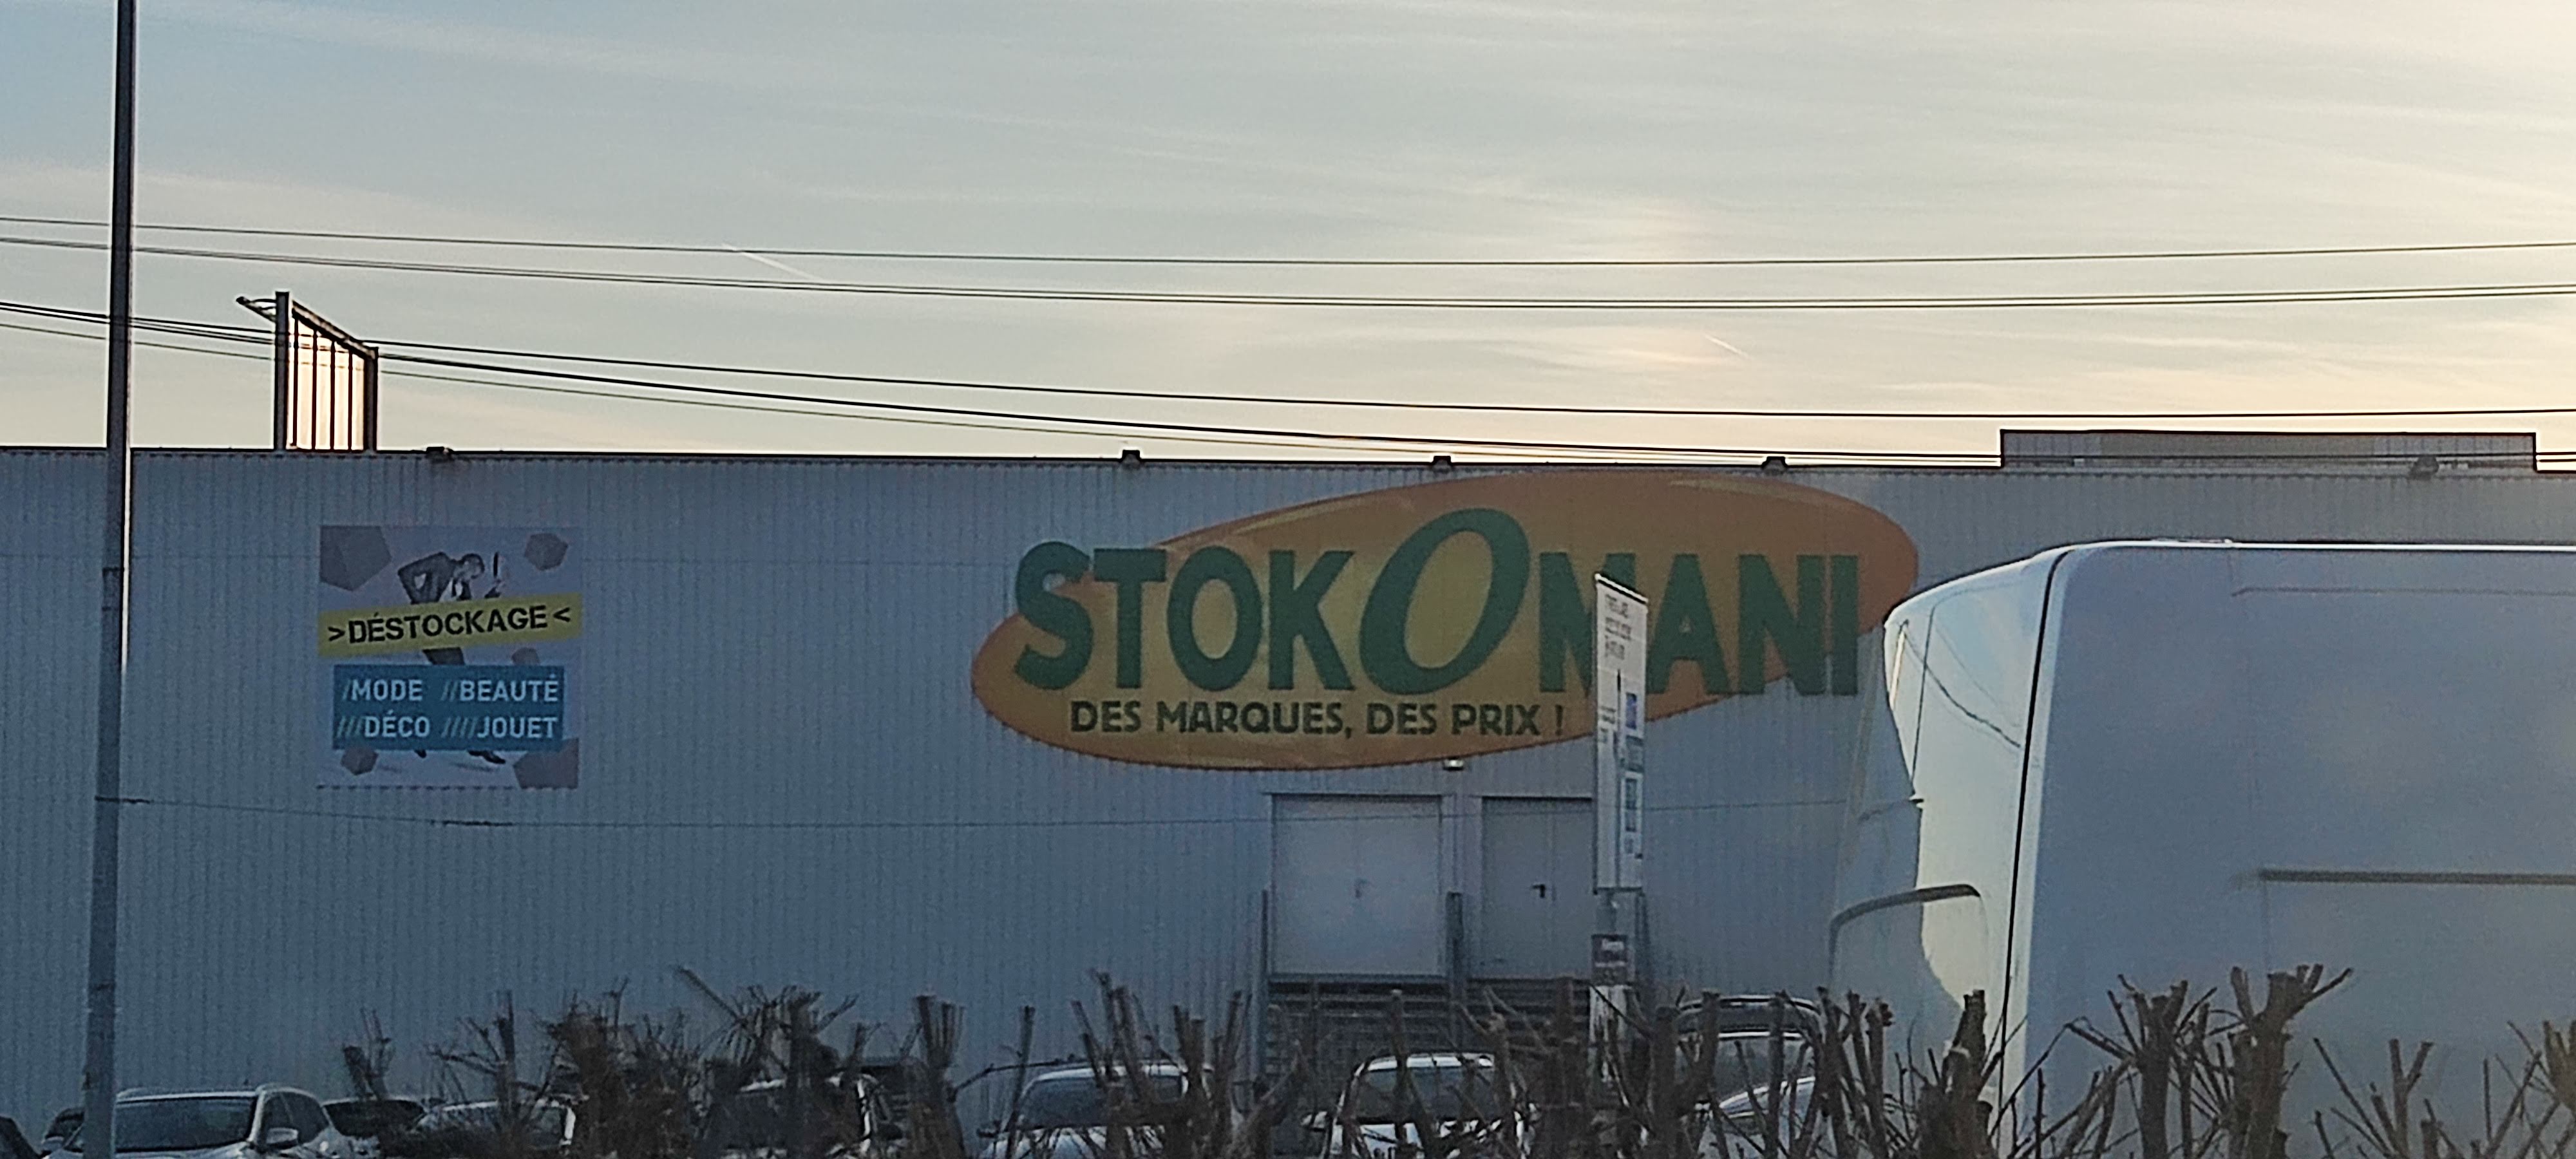 >DÉSTOCKAGE<
/MODE //BEAUTÉ
///DÉCO ////JOUET
STOKOMANI
DES MARQUES, DES PRIX !